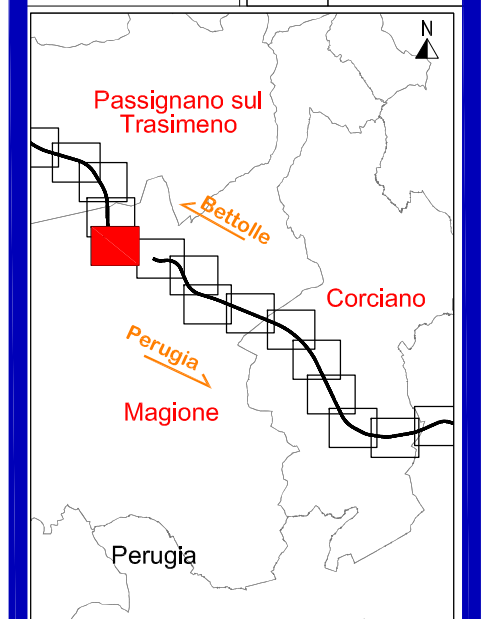 N
Passignano sul
Trasimeno
Bettolle
Corciano
Perugia
Magione
Perugia